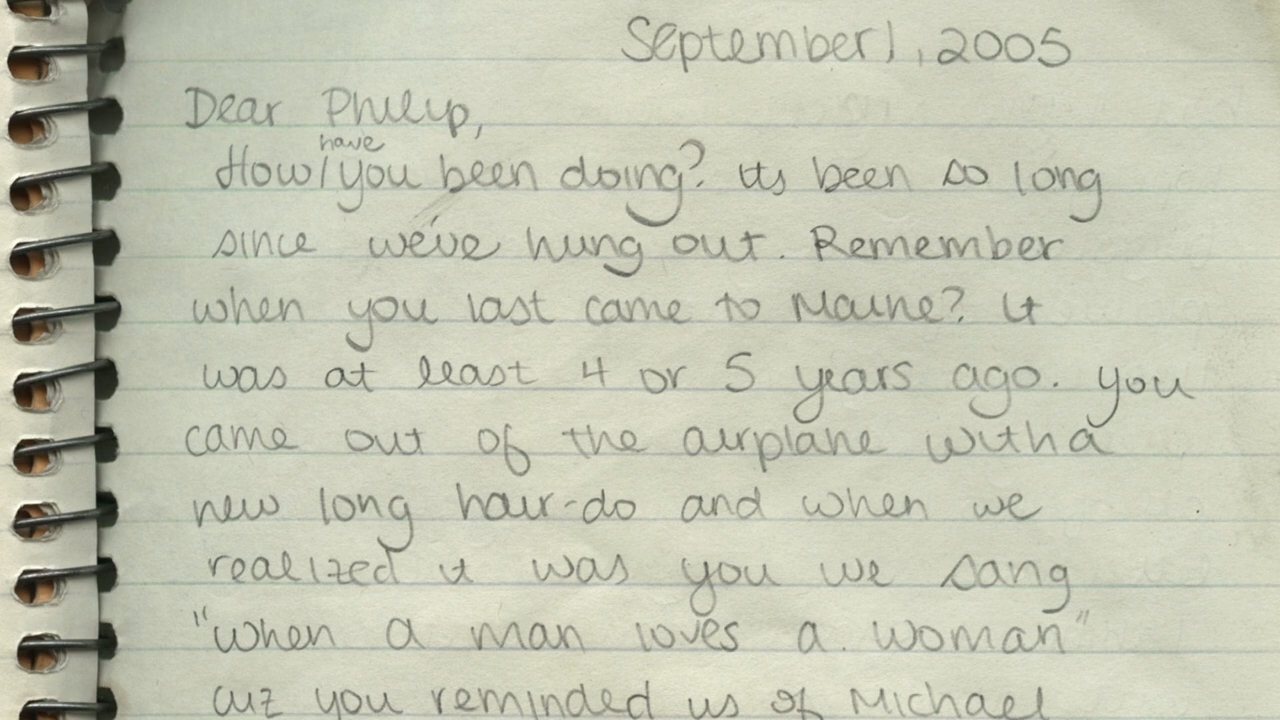 September 1, 2005
Dear Philip,
have
How/you been doing? Its been so long
since we've hung out. Remember
when you last came to Maine? It
was at least 4 or 5 years ago. You
came out of the airplane with a
new long hair-do and when we
realized it was you we sang
"when a man loves a woman"
cuz you reminded us of Michael